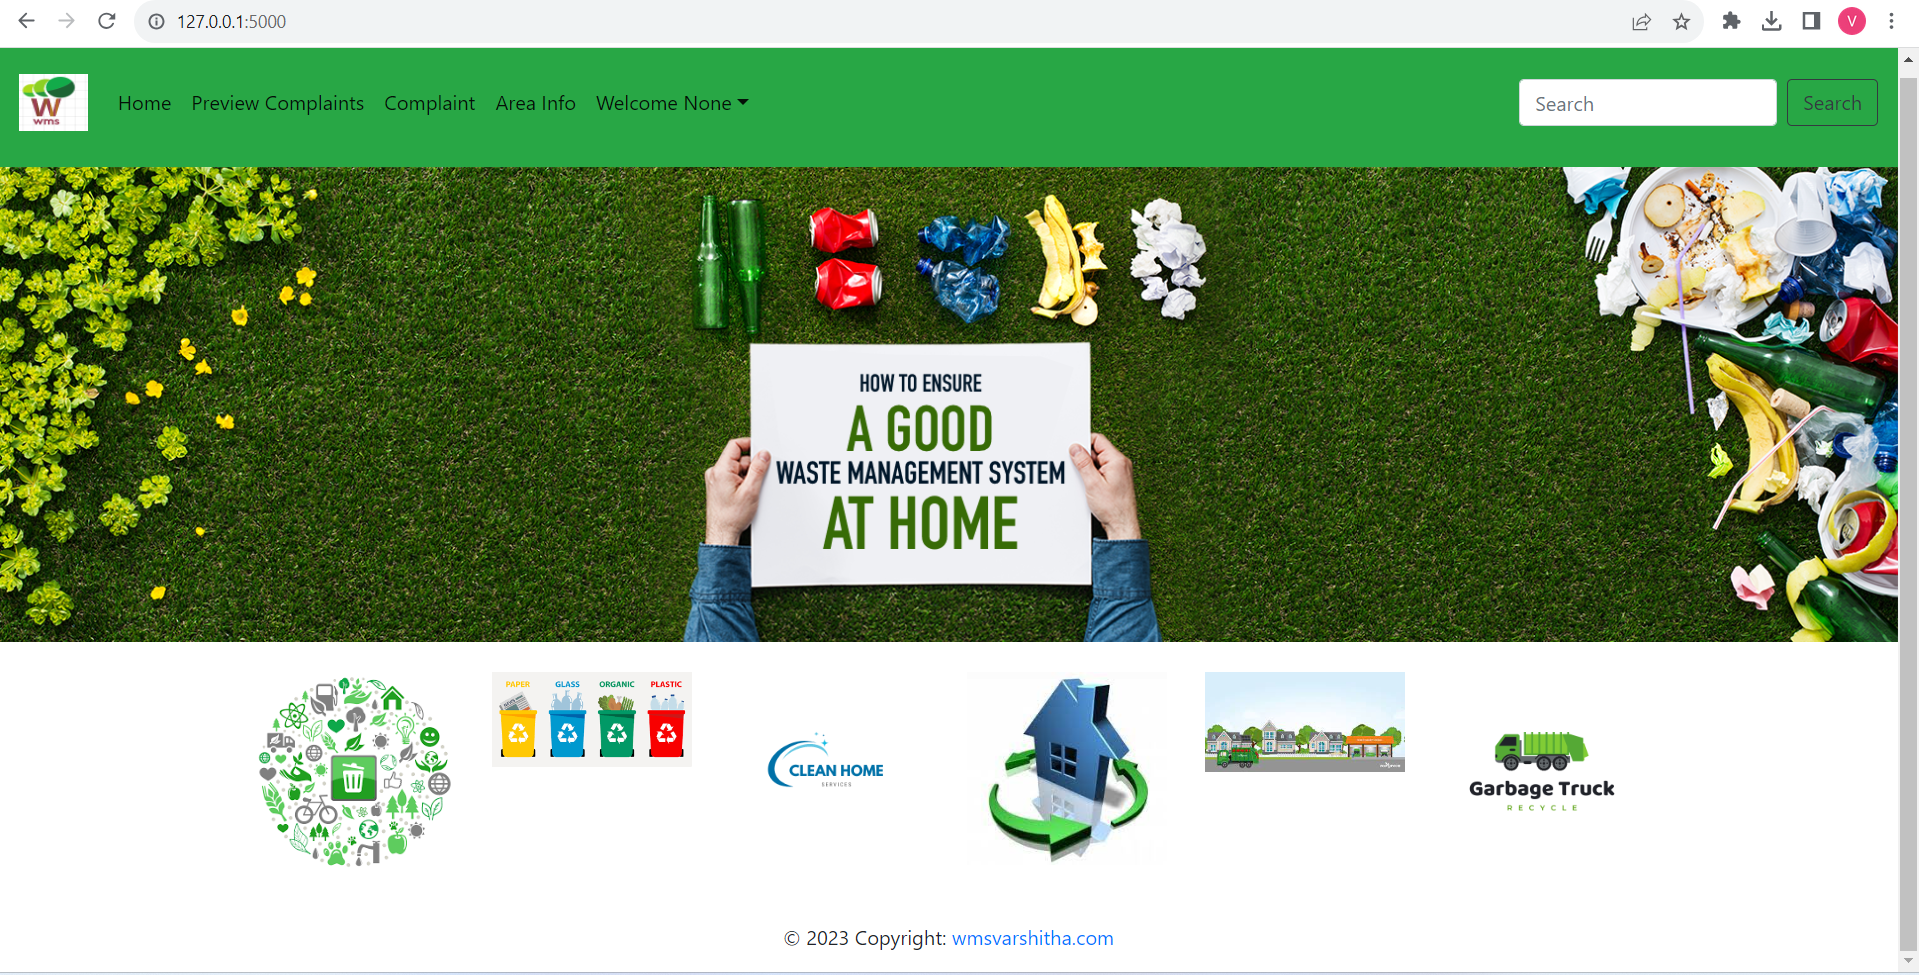 127.0.0.1:5000
V
W
wms
Home
Preview Complaints
Complaint
Area Info
Welcome None
Search
Search
HOW TO ENSURE
A GOOD
WASTE MANAGEMENT SYSTEM
AT HOME
PAPER GLASS ORGANIC PLASTIC
NEWS
CLEAN HOME
SERVICES
Garbage Truck
RECYCLE
© 2023 Copyright: wmsvarshitha.com